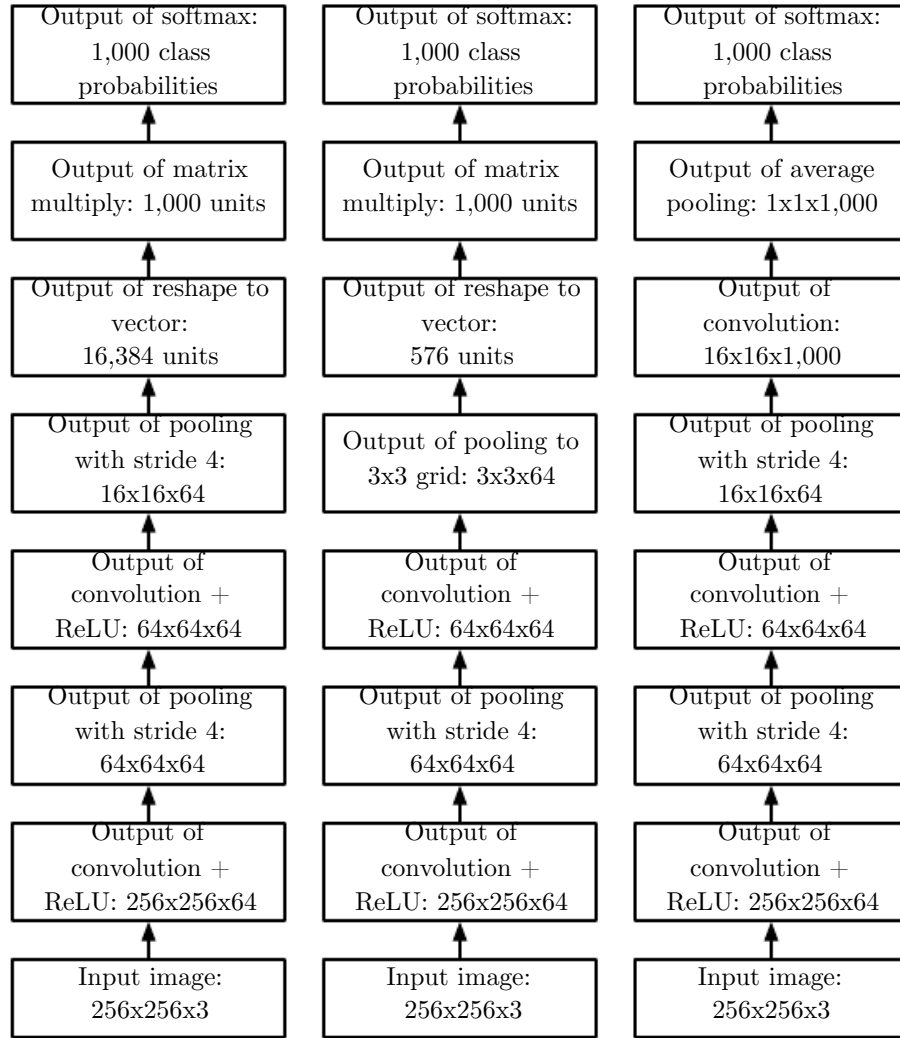 Output of softmax:
1,000 class
probabilities
Output of matrix
multiply: 1,000 units
Output of reshape to
vector:
16,384 units
Output of pooling
with stride 4:
16x16x64
Output of
convolution +
ReLU: 64x64x64
Output of pooling
with stride 4:
64x64x64
Output of
convolution +
ReLU: 256x256x64
Input image:
256x256x3
Output of softmax:
1,000 class
probabilities
Output of matrix
multiply: 1,000 units
Output of reshape to
vector:
576 units
Output of pooling to
3x3 grid: 3x3x64
Output of
convolution +
ReLU: 64x64x64
Output of pooling
with stride 4:
64x64x64
Output of
convolution +
ReLU: 256x256x64
Input image:
256x256x3
Output of softmax:
1,000 class
probabilities
Output of average
pooling: 1x1x1,000
Output of
convolution:
16x16x1,000
Output of pooling
with stride 4:
16x16x64
Output of
convolution +
ReLU: 64x64x64
Output of pooling
with stride 4:
64x64x64
Output of
convolution +
ReLU: 256x256x64
Input image:
256x256x3